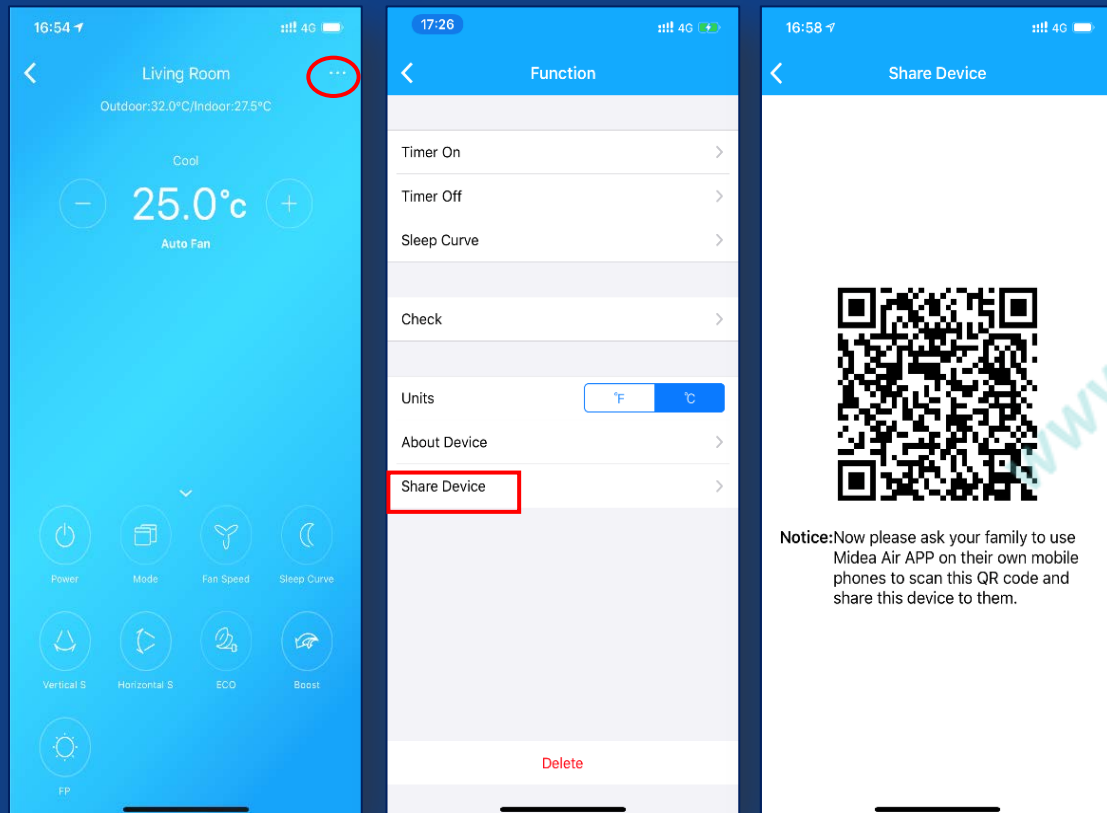 16:54
4G
Living Room
Outdoor:32.0°C/Indoor:27.5°C
Cool
25.0°c
Auto Fan
Power
Mode
Fan Speed
Sleep Curve
Vertical S
Horizontal S
ECO
Boost
FP
17:26
4G
Function
Timer On
Timer Off
Sleep Curve
Check
Units
°F
°C
About Device
Share Device
Delete
16:58
4G
Share Device
Notice:Now please ask your family to use
Midea Air APP on their own mobile
phones to scan this QR code and
share this device to them.